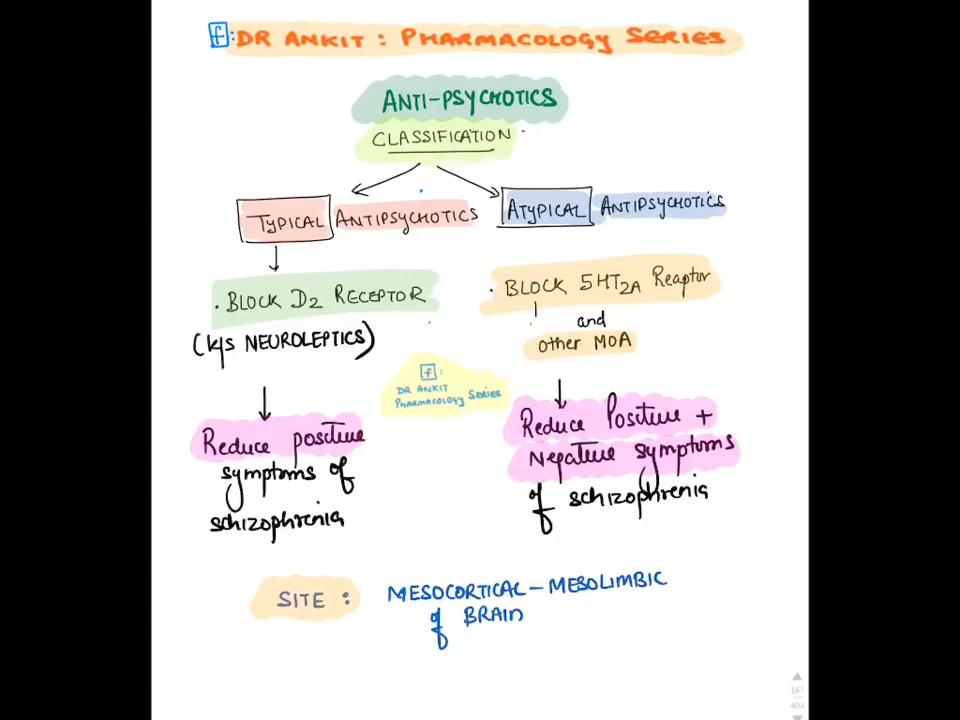 f: DR ANKIT : PHARMACOLOGY SERIES
ANTI-PSYCHOTICS
CLASSIFICATION
TYPICAL ANTIPSYCHOTICS
ATYPICAL ANTIPSYCHOTICS
. BLOCK D2 RECEPTOR
(K/s NEUROLEPTICS)
Reduce positive
symptoms of
schizophrenia
. BLOCK 5HT2A Receptor
and
other MOA
Reduce Positive +
Negative symptoms
of schizophrenia
f:
DR ANKIT
PHARMACOLOGY SERIES
SITE : MESOCORTICAL-MESOLIMBIC
of BRAIN
367
404